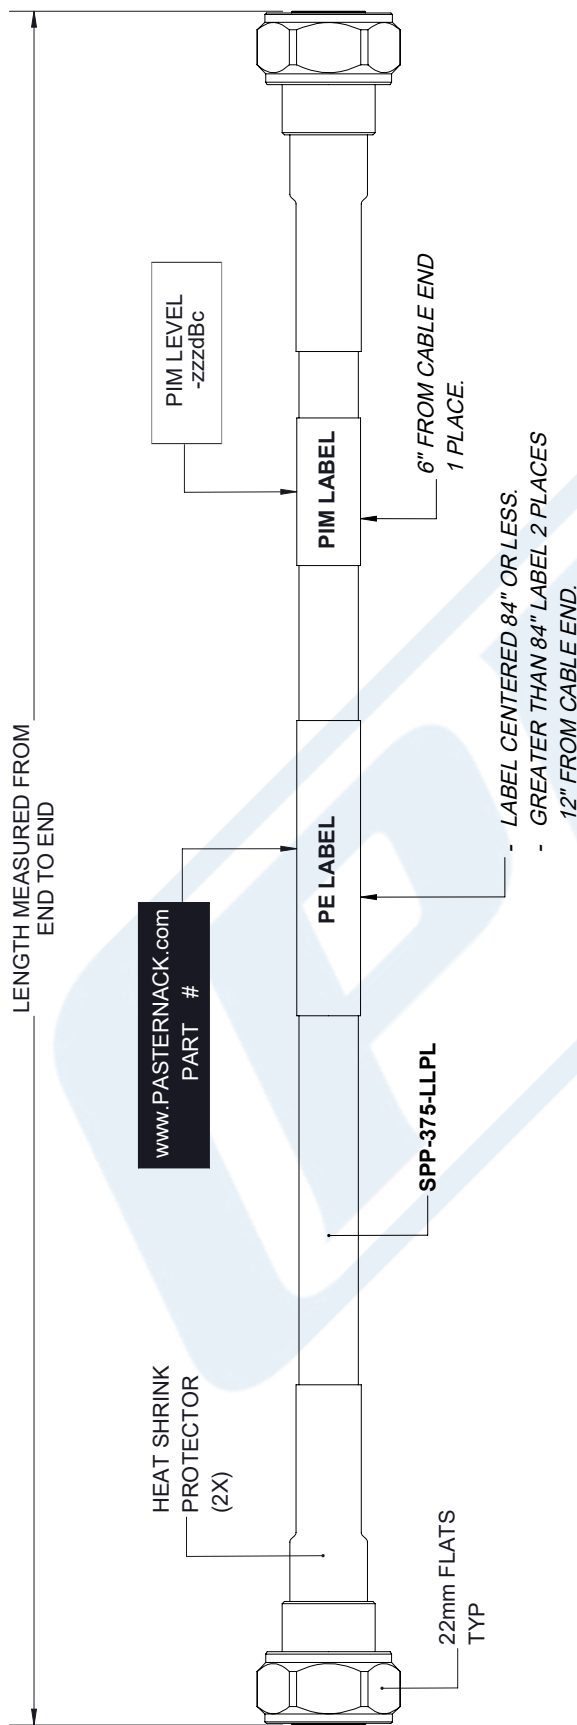 LENGTH MEASURED FROM
END TO END
HEAT SHRINK
PROTECTOR
(2X)
www.PASTERNACK.com
PART #
PIM LEVEL
-zzzdBc
PE LABEL
PIM LABEL
22mm FLATS
TYP
SPP-375-LLPL
6" FROM CABLE END
1 PLACE.
- LABEL CENTERED 84" OR LESS.
- GREATER THAN 84" LABEL 2 PLACES
12" FROM CABLE END.